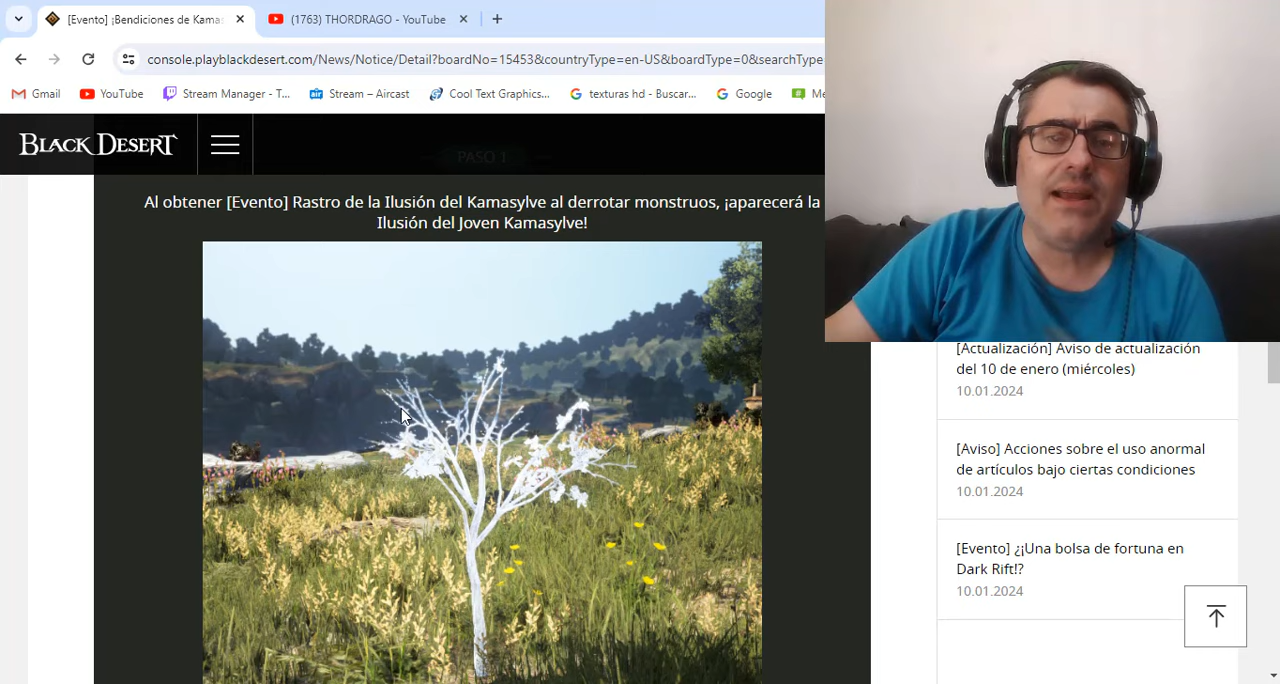 [Evento] ¡Bendiciones de Kamas
(1763) THORDRAGO - YouTube
console.playblackdesert.com/News/Notice/Detail?boardNo=15453&countryType=en-US&boardType=0&searchType
Gmail
YouTube
Stream Manager - T...
Stream – Aircast
Cool Text Graphics...
texturas hd - Buscar...
Google
Me
BLACK DESERT
PASO 1
Al obtener [Evento] Rastro de la Ilusión del Kamasylve al derrotar monstruos, ¡aparecerá la
Ilusión del Joven Kamasylve!
[Actualización] Aviso de actualización
del 10 de enero (miércoles)
10.01.2024
[Aviso] Acciones sobre el uso anormal
de artículos bajo ciertas condiciones
10.01.2024
[Evento] ¿¡Una bolsa de fortuna en
Dark Rift!?
10.01.2024